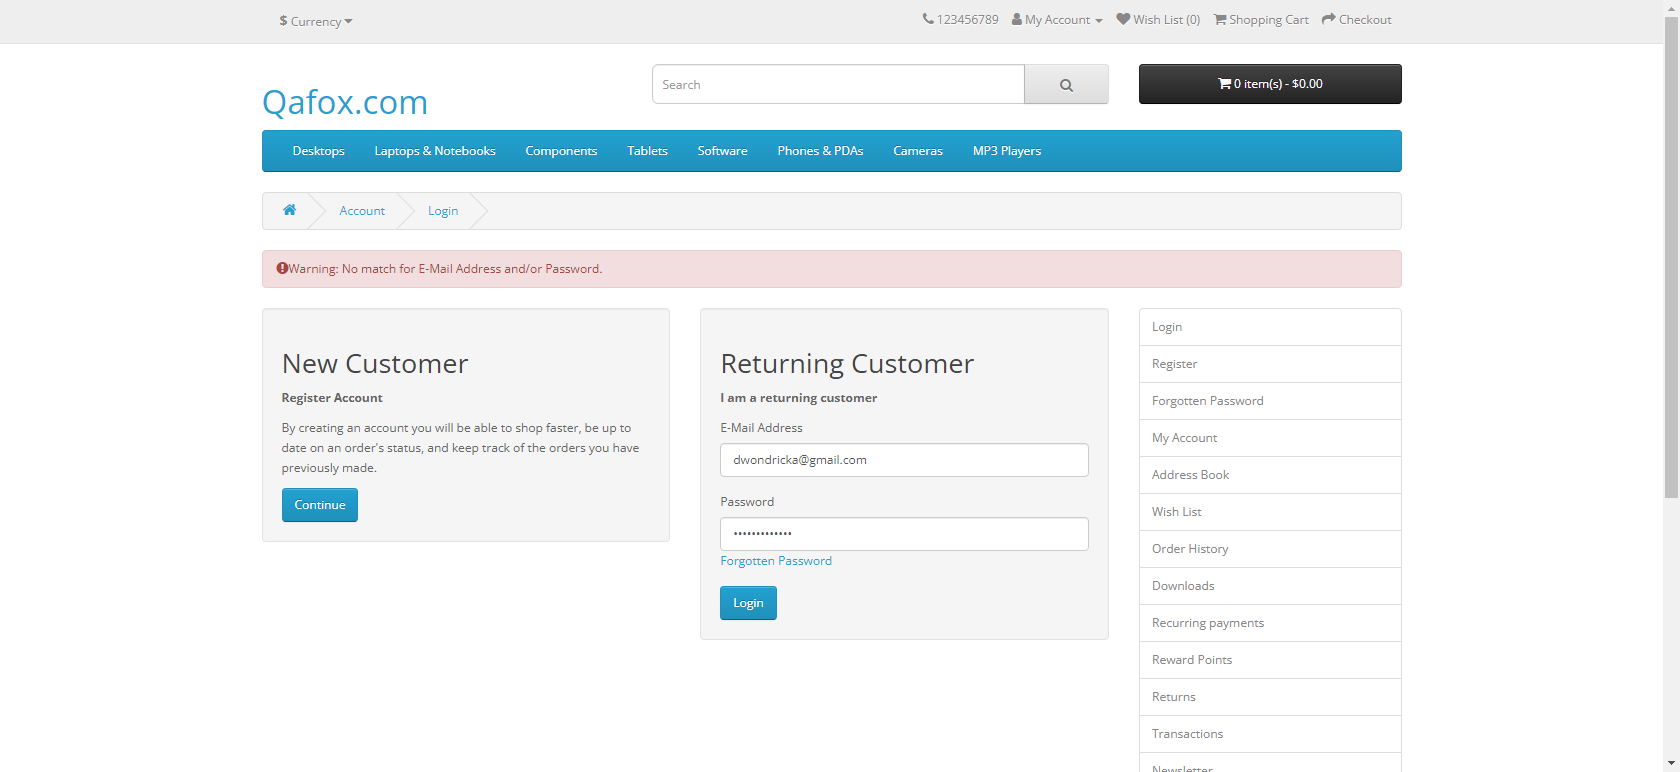 $ Currency
123456789
My Account
Wish List (0)
Shopping Cart
Checkout
Qafox.com
Search
0 item(s) - $0.00
Desktops
Laptops & Notebooks
Components
Tablets
Software
Phones & PDAs
Cameras
MP3 Players
Account
Login
Warning: No match for E-Mail Address and/or Password.
New Customer
Register Account
By creating an account you will be able to shop faster, be up to
date on an order's status, and keep track of the orders you have
previously made.
Continue
Returning Customer
I am a returning customer
E-Mail Address
dwondricka@gmail.com
Password
•••••••••••••
Forgotten Password
Login
Login
Register
Forgotten Password
My Account
Address Book
Wish List
Order History
Downloads
Recurring payments
Reward Points
Returns
Transactions
Newsletter